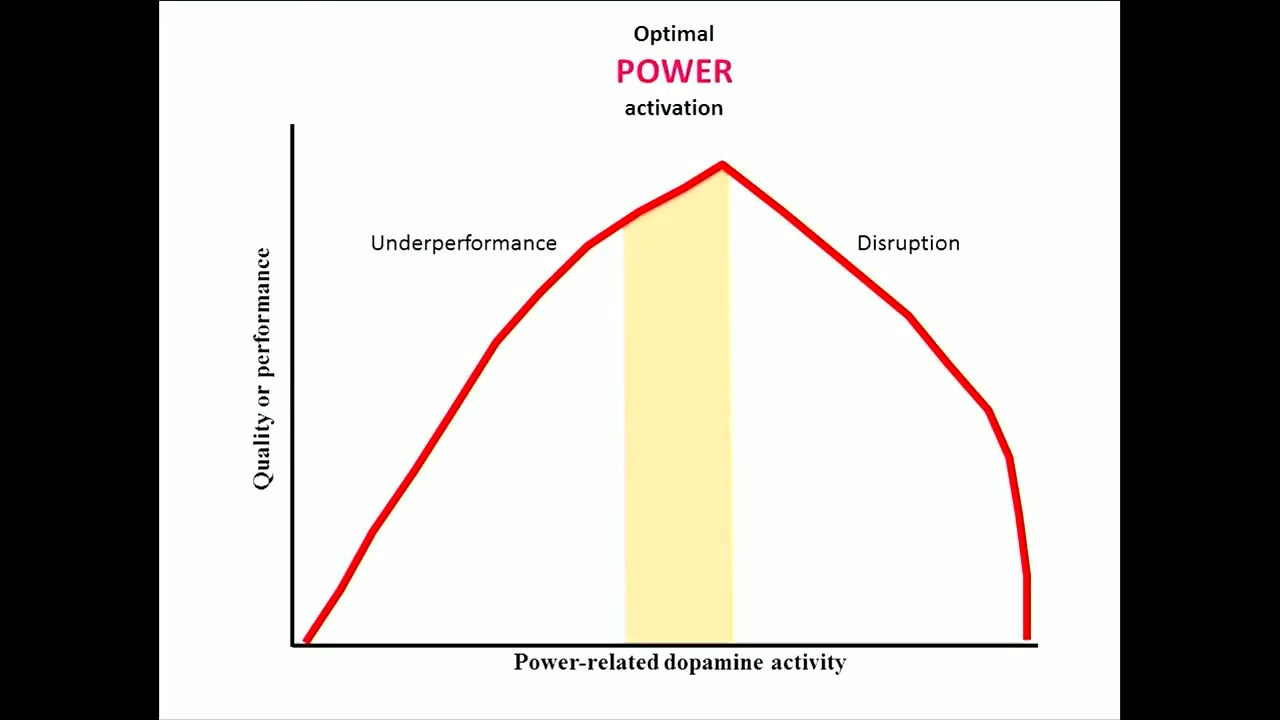 Optimal
POWER
activation
Underperformance
Disruption
Quality or performance
Power-related dopamine activity